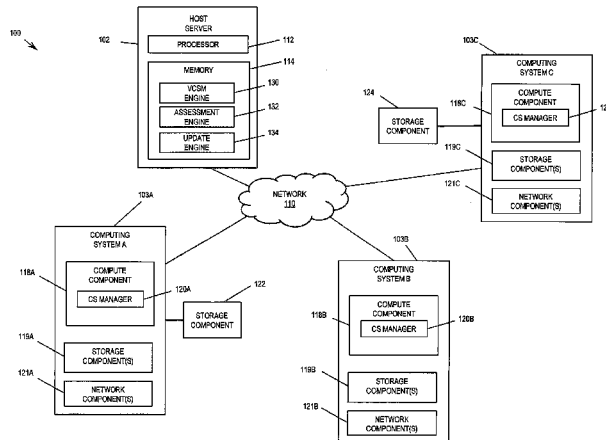 100
HOST
SERVER
102
PROCESSOR
112
MEMORY
114
VCSM
ENGINE
130
ASSESSMENT
ENGINE
132
UPDATE
ENGINE
134
103C
COMPUTING
SYSTEM C
118C
COMPUTE
COMPONENT
CS MANAGER
124
STORAGE
COMPONENT
119C
STORAGE
COMPONENT(S)
121C
NETWORK
COMPONENT(S)
NETWORK
110
103A
COMPUTING
SYSTEM A
118A
COMPUTE
COMPONENT
CS MANAGER
120A
122
STORAGE
COMPONENT
119A
STORAGE
COMPONENT(S)
121A
NETWORK
COMPONENT(S)
103B
COMPUTING
SYSTEM B
118B
COMPUTE
COMPONENT
CS MANAGER
120B
119B
STORAGE
COMPONENT(S)
121B
NETWORK
COMPONENT(S)